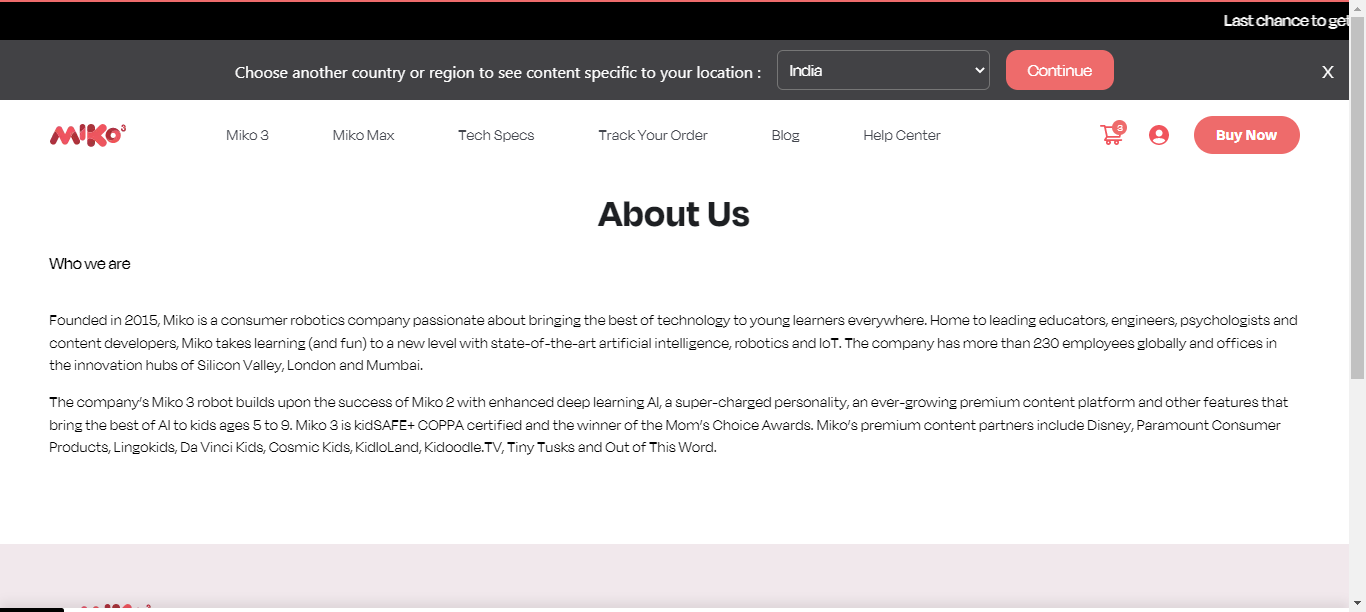 Last chance to get
Choose another country or region to see content specific to your location :
India
Continue
X
MIKO3
Miko 3
Miko Max
Tech Specs
Track Your Order
Blog
Help Center
3
Buy Now
About Us
Who we are
Founded in 2015, Miko is a consumer robotics company passionate about bringing the best of technology to young learners everywhere. Home to leading educators, engineers, psychologists and
content developers, Miko takes learning (and fun) to a new level with state-of-the-art artificial intelligence, robotics and IoT. The company has more than 230 employees globally and offices in
the innovation hubs of Silicon Valley, London and Mumbai.
The company's Miko 3 robot builds upon the success of Miko 2 with enhanced deep learning AI, a super-charged personality, an ever-growing premium content platform and other features that
bring the best of AI to kids ages 5 to 9. Miko 3 is kidSAFE+ COPPA certified and the winner of the Mom's Choice Awards. Miko's premium content partners include Disney, Paramount Consumer
Products, Lingokids, Da Vinci Kids, Cosmic Kids, KidloLand, Kidoodle.TV, Tiny Tusks and Out of This Word.